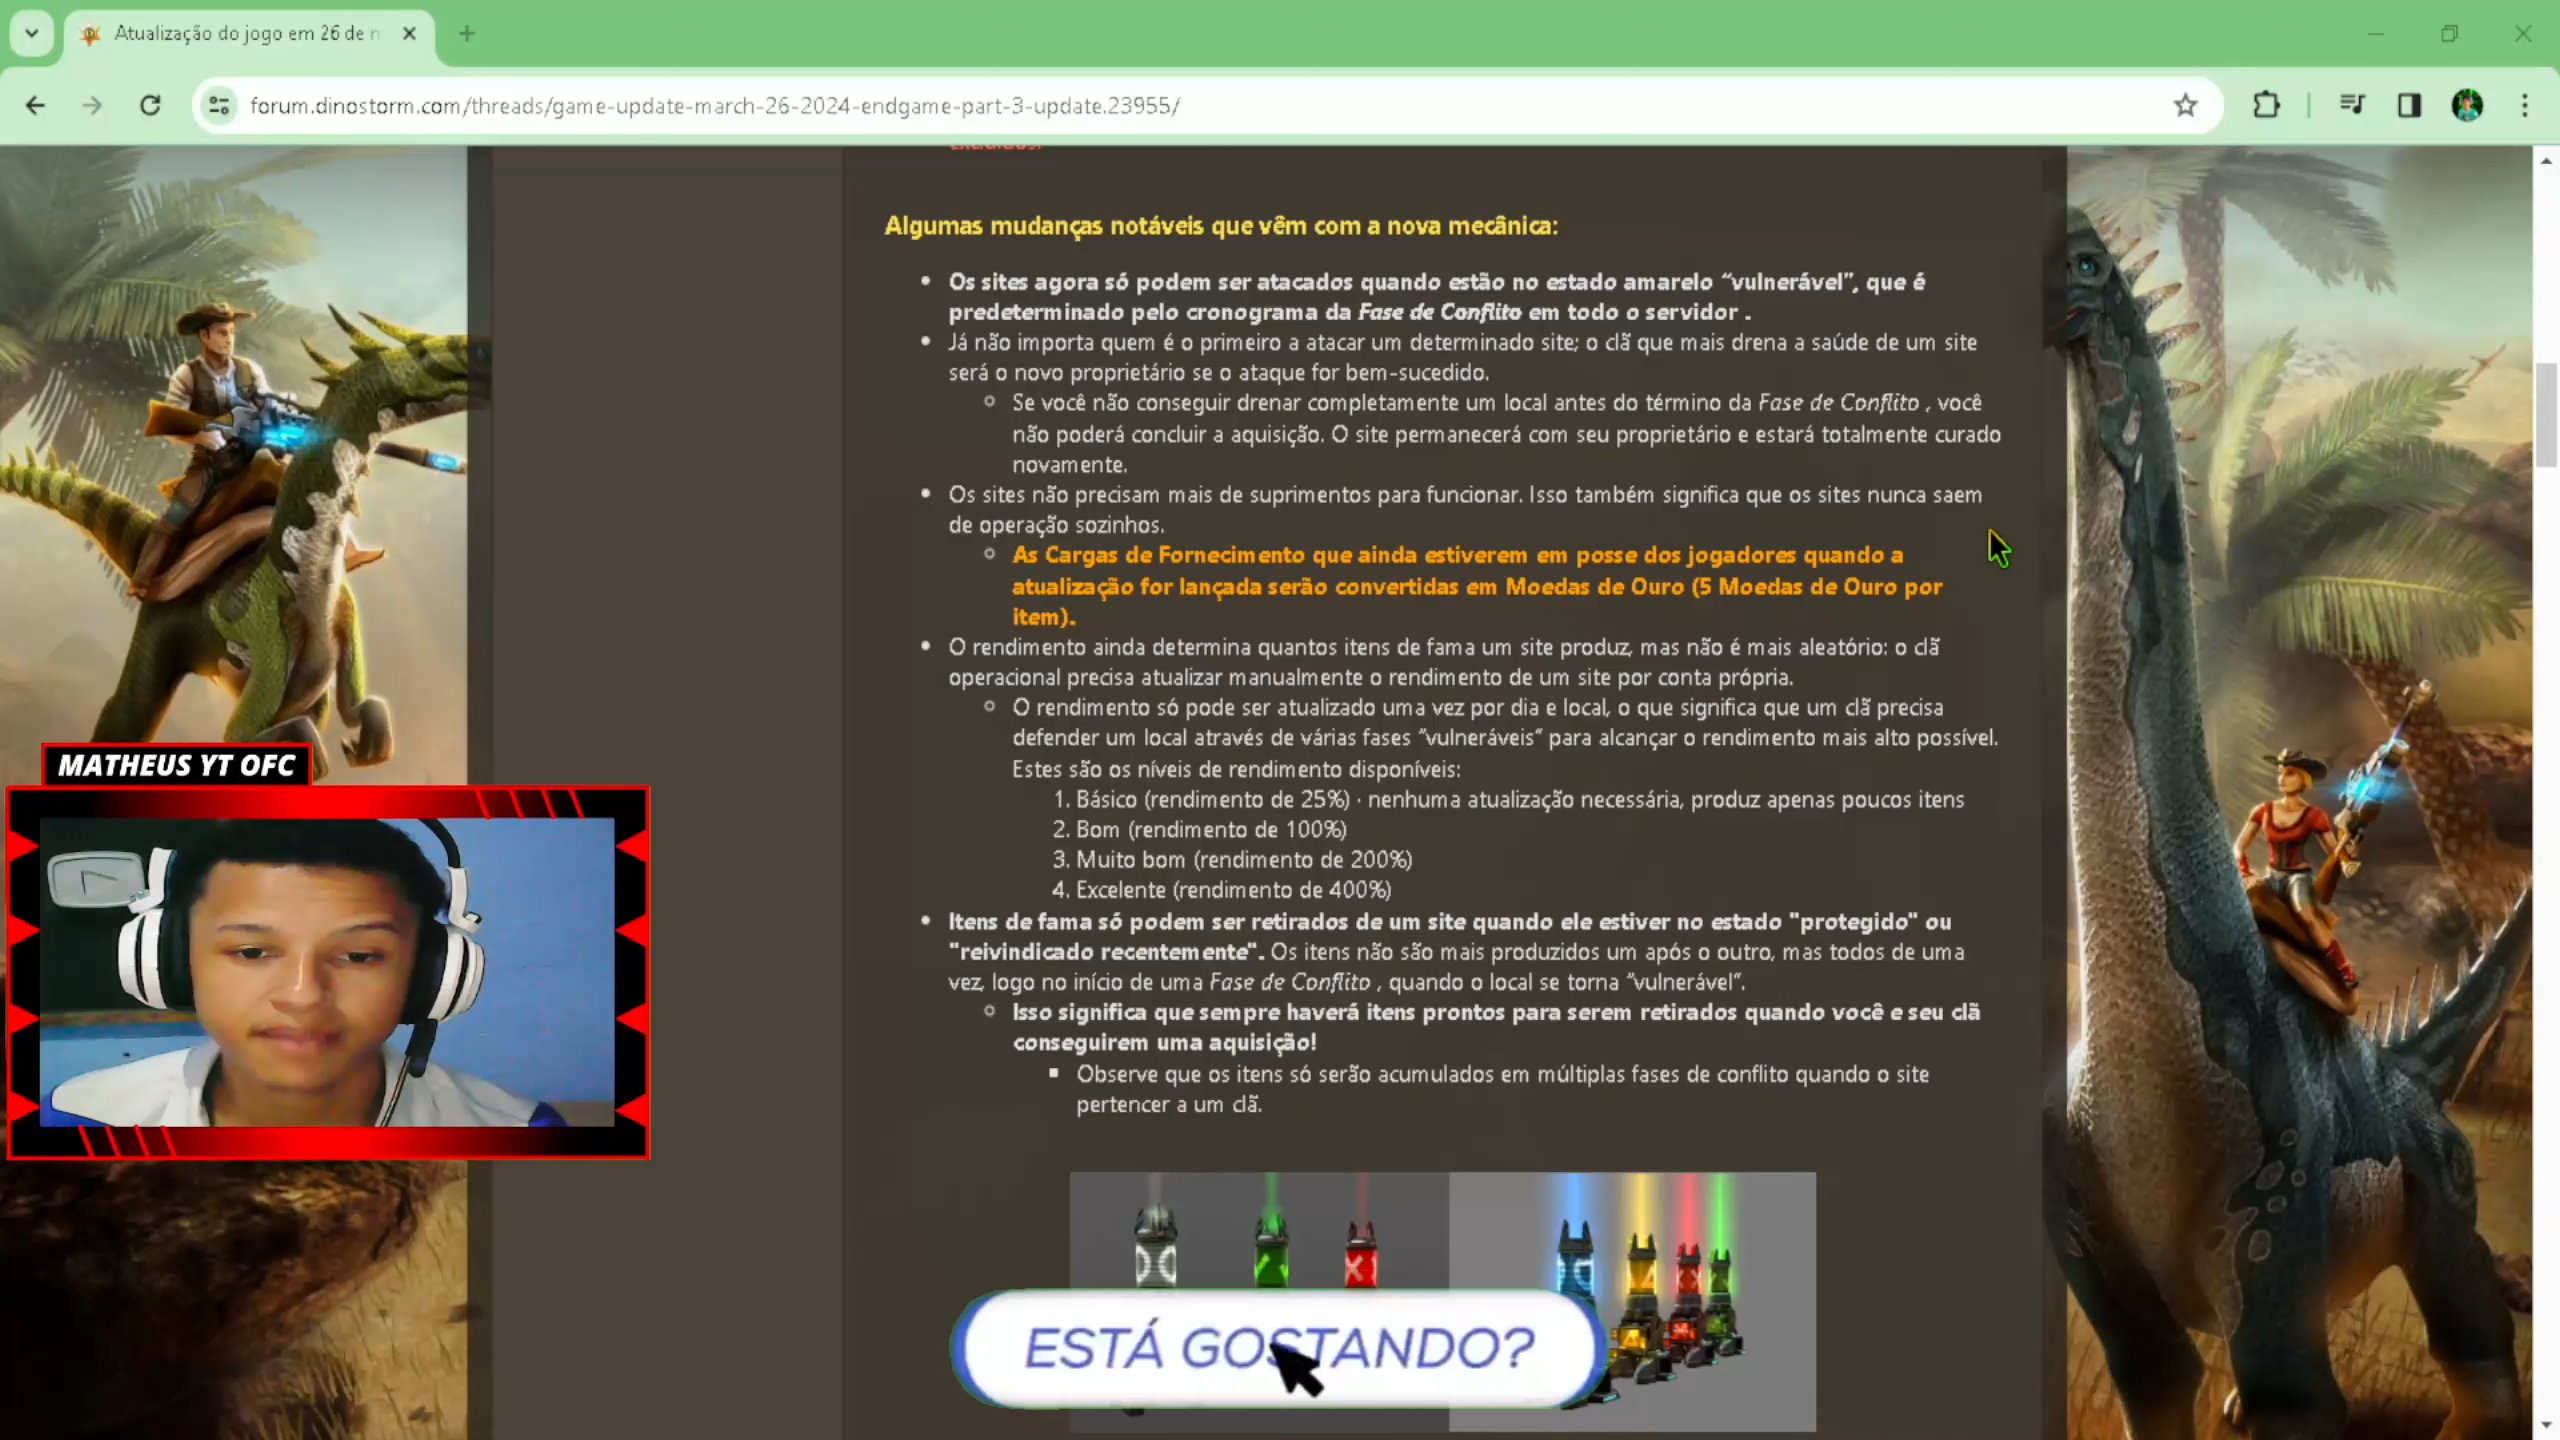 Atualização do jogo em 26 de n
forum.dinostorm.com/threads/game-update-march-26-2024-endgame-part-3-update.23955/
Algumas mudanças notáveis que vêm com a nova mecânica:
Os sites agora só podem ser atacados quando estão no estado amarelo “vulnerável”, que é
predeterminado pelo cronograma da Fase de Conflito em todo o servidor .
Já não importa quem é o primeiro a atacar um determinado site; o clã que mais drena a saúde de um site
será o novo proprietário se o ataque for bem-sucedido.
Se você não conseguir drenar completamente um local antes do término da Fase de Conflito , você
não poderá concluir a aquisição. O site permanecerá com seu proprietário e estará totalmente curado
novamente.
Os sites não precisam mais de suprimentos para funcionar. Isso também significa que os sites nunca saem
de operação sozinhos.
As Cargas de Fornecimento que ainda estiverem em posse dos jogadores quando a
atualização for lançada serão convertidas em Moedas de Ouro (5 Moedas de Ouro por
item).
O rendimento ainda determina quantos itens de fama um site produz, mas não é mais aleatório: o clã
operacional precisa atualizar manualmente o rendimento de um site por conta própria.
O rendimento só pode ser atualizado uma vez por dia e local, o que significa que um clã precisa
defender um local através de várias fases “vulneráveis” para alcançar o rendimento mais alto possível.
Estes são os níveis de rendimento disponíveis:
1. Básico (rendimento de 25%) · nenhuma atualização necessária, produz apenas poucos itens
2. Bom (rendimento de 100%)
3. Muito bom (rendimento de 200%)
4. Excelente (rendimento de 400%)
Itens de fama só podem ser retirados de um site quando ele estiver no estado "protegido" ou
"reivindicado recentemente". Os itens não são mais produzidos um após o outro, mas todos de uma
vez, logo no início de uma Fase de Conflito , quando o local se torna “vulnerável”.
Isso significa que sempre haverá itens prontos para serem retirados quando você e seu clã
conseguirem uma aquisição!
Observe que os itens só serão acumulados em múltiplas fases de conflito quando o site
pertencer a um clã.
MATHEUS YT OFC
ESTÁ GOSTANDO?